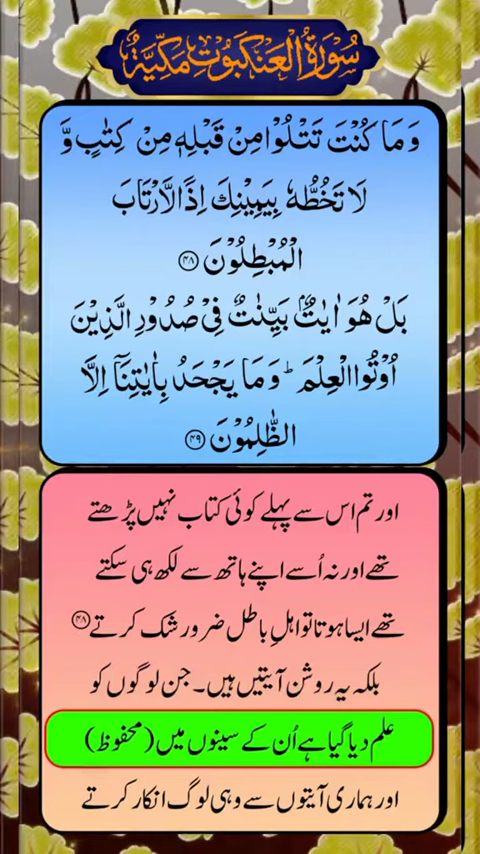 سُوْرَةُ الْعَنْكَبُوْتِ مَكِّيَّةٌ
وَمَا كُنْتَ تَتْلُوْا مِنْ قَبْلِهٖ مِنْ كِتٰبٍ وَّ
لَا تَخُطُّهٗ بِيَمِيْنِكَ اِذًا لَّارْتَابَ
الْمُبْطِلُوْنَ ﴿۴۸﴾
بَلْ هُوَ اٰيٰتٌۢ بَيِّنٰتٌ فِىْ صُدُوْرِ الَّذِيْنَ
اُوْتُوا الْعِلْمَ ؕ وَمَا يَجْحَدُ بِاٰيٰتِنَاۤ اِلَّا
الظّٰلِمُوْنَ ﴿۴۹﴾
اور تم اس سے پہلے کوئی کتاب نہیں پڑھتے
تھے اور نہ اُسے اپنے ہاتھ سے لکھ ہی سکتے
تھے ایسا ہوتا تو اہلِ باطل ضرور شک کرتے ﴿۴۸﴾
بلکہ یہ روشن آیتیں ہیں۔ جن لوگوں کو
علم دیا گیا ہے اُن کے سینوں میں (محفوظ)
اور ہماری آیتوں سے وہی لوگ انکار کرتے